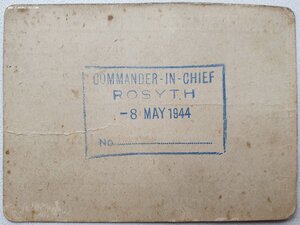 COMMANDER-IN-CHIEF
ROSYTH
-8 MAY 1944
No.